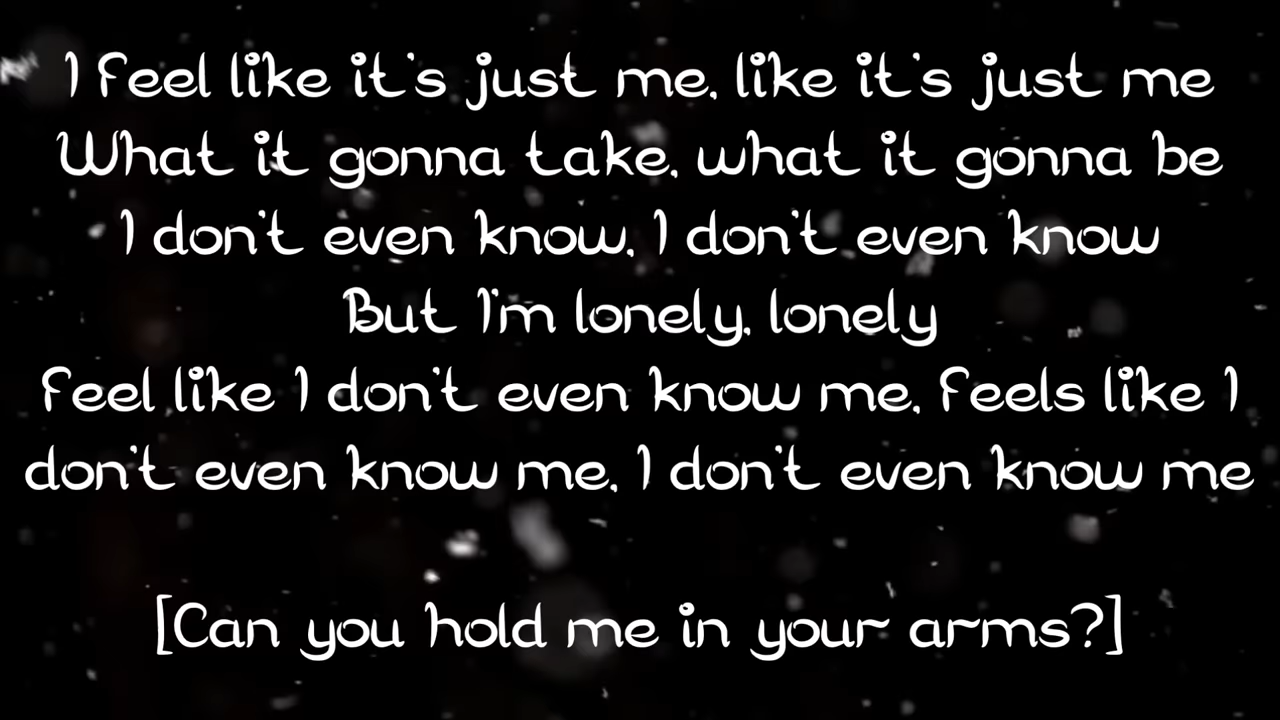 I feel like it's just me, like it's just me
What it gonna take, what it gonna be
I don't even know, I don't even know
But I'm lonely, lonely
Feel like I don't even know me, feels like I
don't even know me, I don't even know me
[Can you hold me in your arms?]